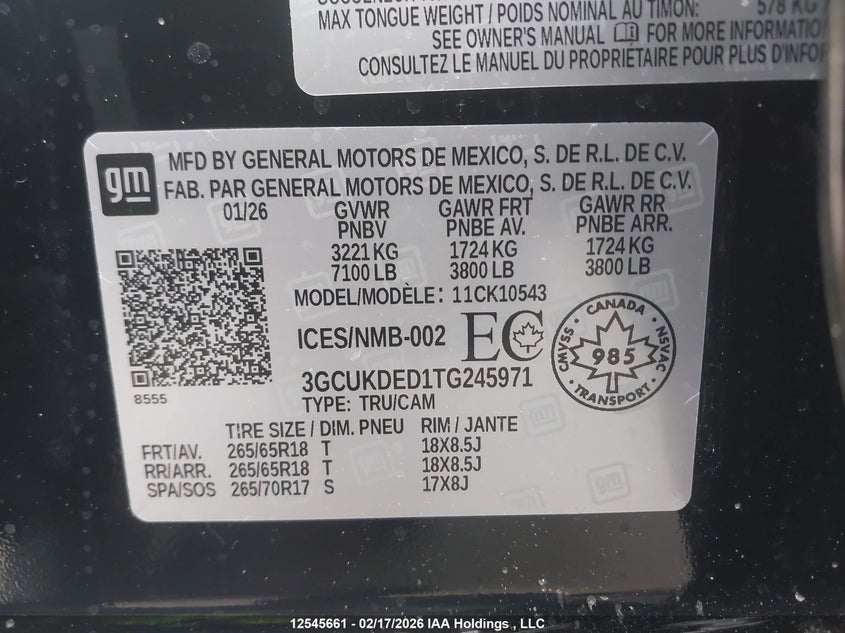 MAX TONGUE WEIGHT / POIDS NOMINAL AU TIMON: 578 KG
SEE OWNER'S MANUAL FOR MORE INFORMATION
CONSULTEZ LE MANUEL DU PROPRIÉTAIRE POUR PLUS D'INFOR
gm
MFD BY GENERAL MOTORS DE MEXICO, S. DE R.L. DE C.V.
FAB. PAR GENERAL MOTORS DE MEXICO, S. DE R.L. DE C.V.
01/26 GVWR GAWR FRT GAWR RR
PNBV PNBE AV. PNBE ARR.
3221 KG 1724 KG 1724 KG
7100 LB 3800 LB 3800 LB
MODEL/MODÈLE: 11CK10543
ICES/NMB-002 EC
CANADA
CMVSS 985 NSVAC
TRANSPORT
3GCUKDED1TG245971
8555
TYPE: TRU/CAM
TIRE SIZE / DIM. PNEU RIM / JANTE
FRT/AV. 265/65R18 T 18X8.5J
RR/ARR. 265/65R18 T 18X8.5J
SPA/SOS 265/70R17 S 17X8J
12545661 - 02/17/2026 IAA Holdings , LLC